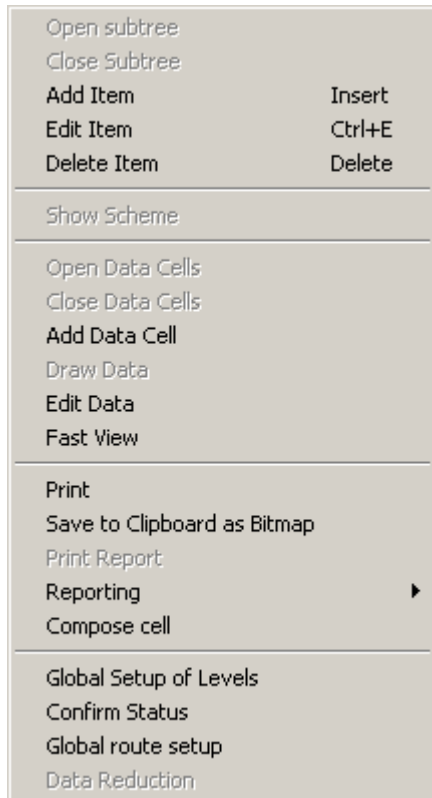 Open subtree
Close Subtree
Add Item Insert
Edit Item Ctrl+E
Delete Item Delete
Show Scheme
Open Data Cells
Close Data Cells
Add Data Cell
Draw Data
Edit Data
Fast View
Print
Save to Clipboard as Bitmap
Print Report
Reporting
Compose cell
Global Setup of Levels
Confirm Status
Global route setup
Data Reduction